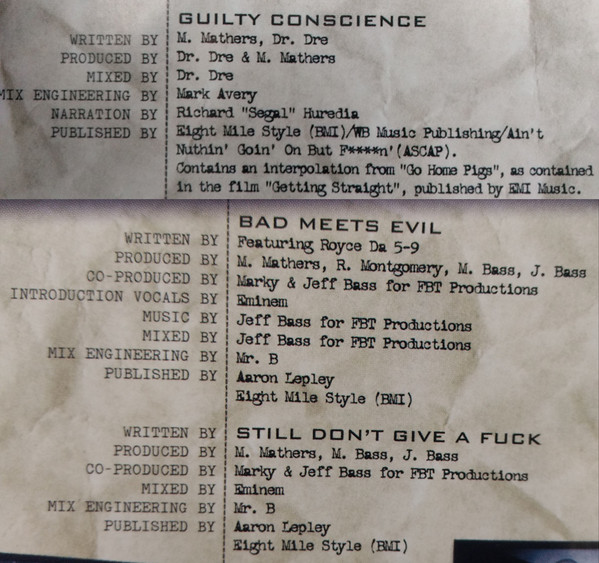 GUILTY CONSCIENCE
WRITTEN BY M. Mathers, Dr. Dre
PRODUCED BY Dr. Dre & M. Mathers
MIXED BY Dr. Dre
MIX ENGINEERING BY Mark Avery
NARRATION BY Richard "Segal" Huredia
PUBLISHED BY Eight Mile Style (BMI)/WB Music Publishing/Ain't
Nuthin' Goin' On But F****n'(ASCAP).
Contains an interpolation from "Go Home Pigs", as contained
in the film "Getting Straight", published by EMI Music.
BAD MEETS EVIL
WRITTEN BY Featuring Royce Da 5-9
PRODUCED BY M. Mathers, R. Montgomery, M. Bass, J. Bass
CO-PRODUCED BY Marky & Jeff Bass for FBT Productions
INTRODUCTION VOCALS BY Eminem
MUSIC BY Jeff Bass for FBT Productions
MIXED BY Jeff Bass for FBT Productions
MIX ENGINEERING BY Mr. B
PUBLISHED BY Aaron Lepley
Eight Mile Style (BMI)
WRITTEN BY STILL DON'T GIVE A FUCK
PRODUCED BY M. Mathers, M. Bass, J. Bass
CO-PRODUCED BY Marky & Jeff Bass for FBT Productions
MIXED BY Eminem
MIX ENGINEERING BY Mr. B
PUBLISHED BY Aaron Lepley
Eight Mile Style (BMI)